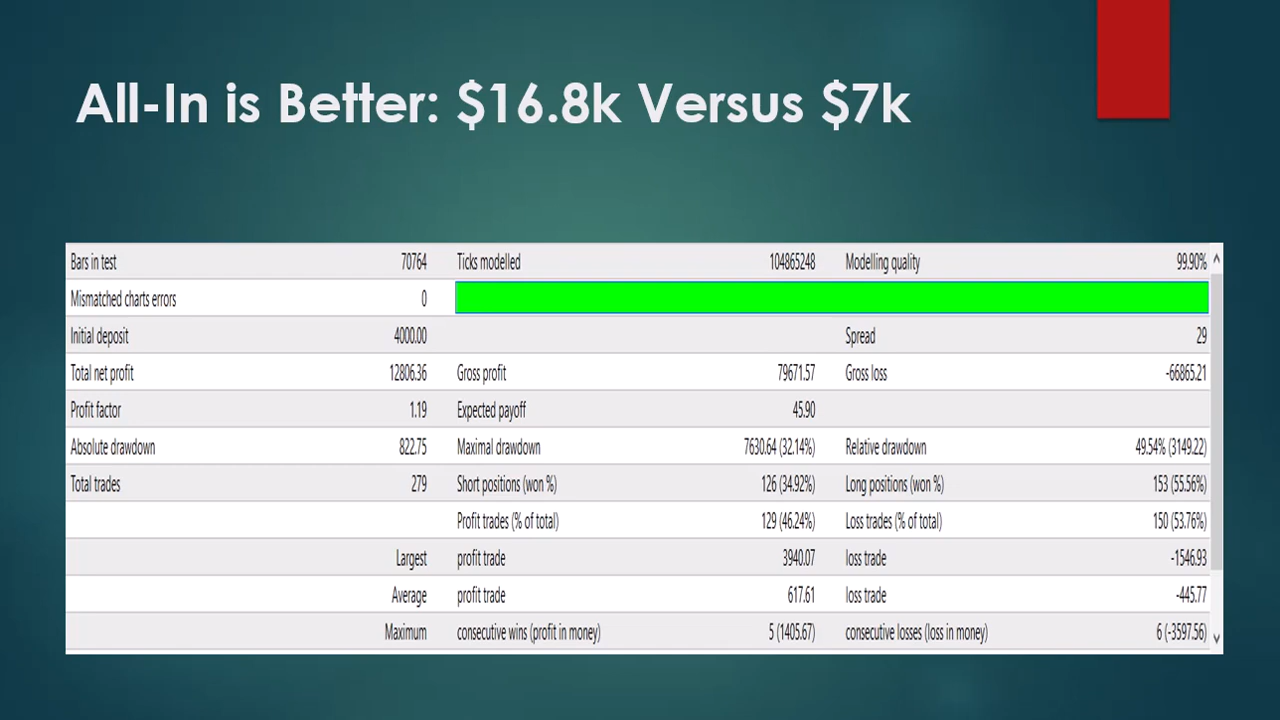 All-In is Better: $16.8k Versus $7k
Bars in test 70764 Ticks modelled 104865248 Modelling quality 99.90%
Mismatched charts errors 0
Initial deposit 4000.00 Spread 29
Total net profit 12806.36 Gross profit 79671.57 Gross loss -66865.21
Profit factor 1.19 Expected payoff 45.90
Absolute drawdown 822.75 Maximal drawdown 7630.64 (32.14%) Relative drawdown 49.54% (3149.22)
Total trades 279 Short positions (won %) 126 (34.92%) Long positions (won %) 153 (55.56%)
Profit trades (% of total) 129 (46.24%) Loss trades (% of total) 150 (53.76%)
Largest profit trade 3940.07 loss trade -1546.93
Average profit trade 617.61 loss trade -445.77
Maximum consecutive wins (profit in money) 5 (1405.67) consecutive losses (loss in money) 6 (-3597.56)